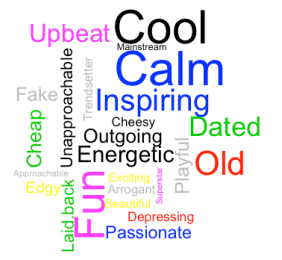 Cool
Upbeat
Mainstream
Unapproachable
Calm
Trendsetter
Fake
Inspiring
Cheap
Cheesy
Dated
Outgoing
Energetic
Playful
Old
Approachable
Exciting
Superstar
Edgy
Fun
Arrogant
Laid.back
Beautiful
Depressing
Passionate